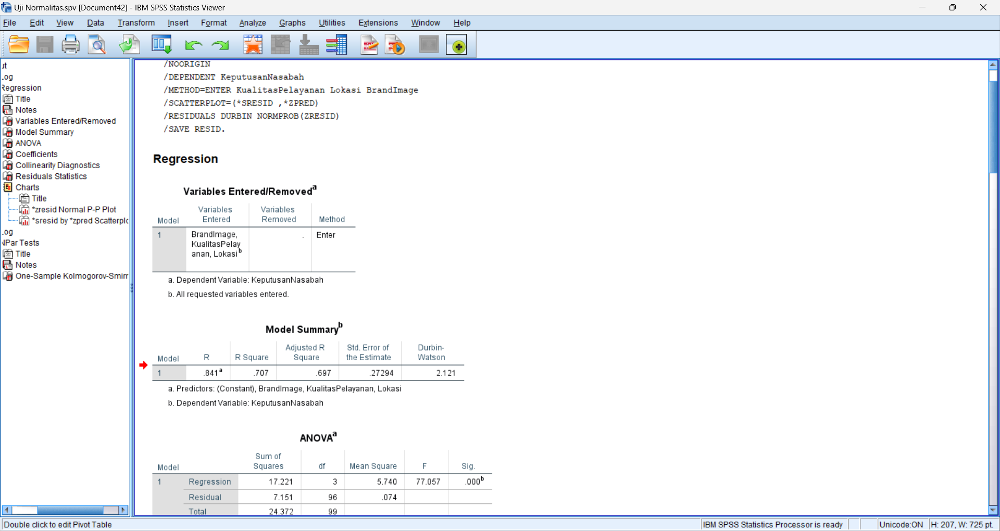 Uji Normalitas.spv [Document42] - IBM SPSS Statistics Viewer
File Edit View Data Transform Insert Format Analyze Graphs Utilities Extensions Window Help
Regression
Title
Notes
Variables Entered/Removed
Model Summary
ANOVA
Coefficients
Collinearity Diagnostics
Residuals Statistics
Charts
Title
*zresid Normal P-P Plot
*sresid by *zpred Scatterplo
Title
Notes
One-Sample Kolmogorov-Smirr
/NOORIGIN
/DEPENDENT KeputusanNasabah
/METHOD=ENTER KualitasPelayanan Lokasi BrandImage
/SCATTERPLOT=(*SRESID ,*ZPRED)
/RESIDUALS DURBIN NORMPROB(ZRESID)
/SAVE RESID.
Regression
Variables Entered/Removed a
Model Variables Entered Variables Removed Method
1 BrandImage, KualitasPelayanan, Lokasi b . Enter
a. Dependent Variable: KeputusanNasabah
b. All requested variables entered.
Model Summary b
Model R R Square Adjusted R Square Std. Error of the Estimate Durbin-Watson
1 .841 a .707 .697 .27294 2.121
a. Predictors: (Constant), BrandImage, KualitasPelayanan, Lokasi
b. Dependent Variable: KeputusanNasabah
ANOVA a
Model Sum of Squares df Mean Square F Sig.
1 Regression 17.221 3 5.740 77.057 .000 b
Residual 7.151 96 .074
Total 24.372 99
Double click to edit Pivot Table
IBM SPSS Statistics Processor is ready
Unicode:ON
H: 207, W: 725 pt.